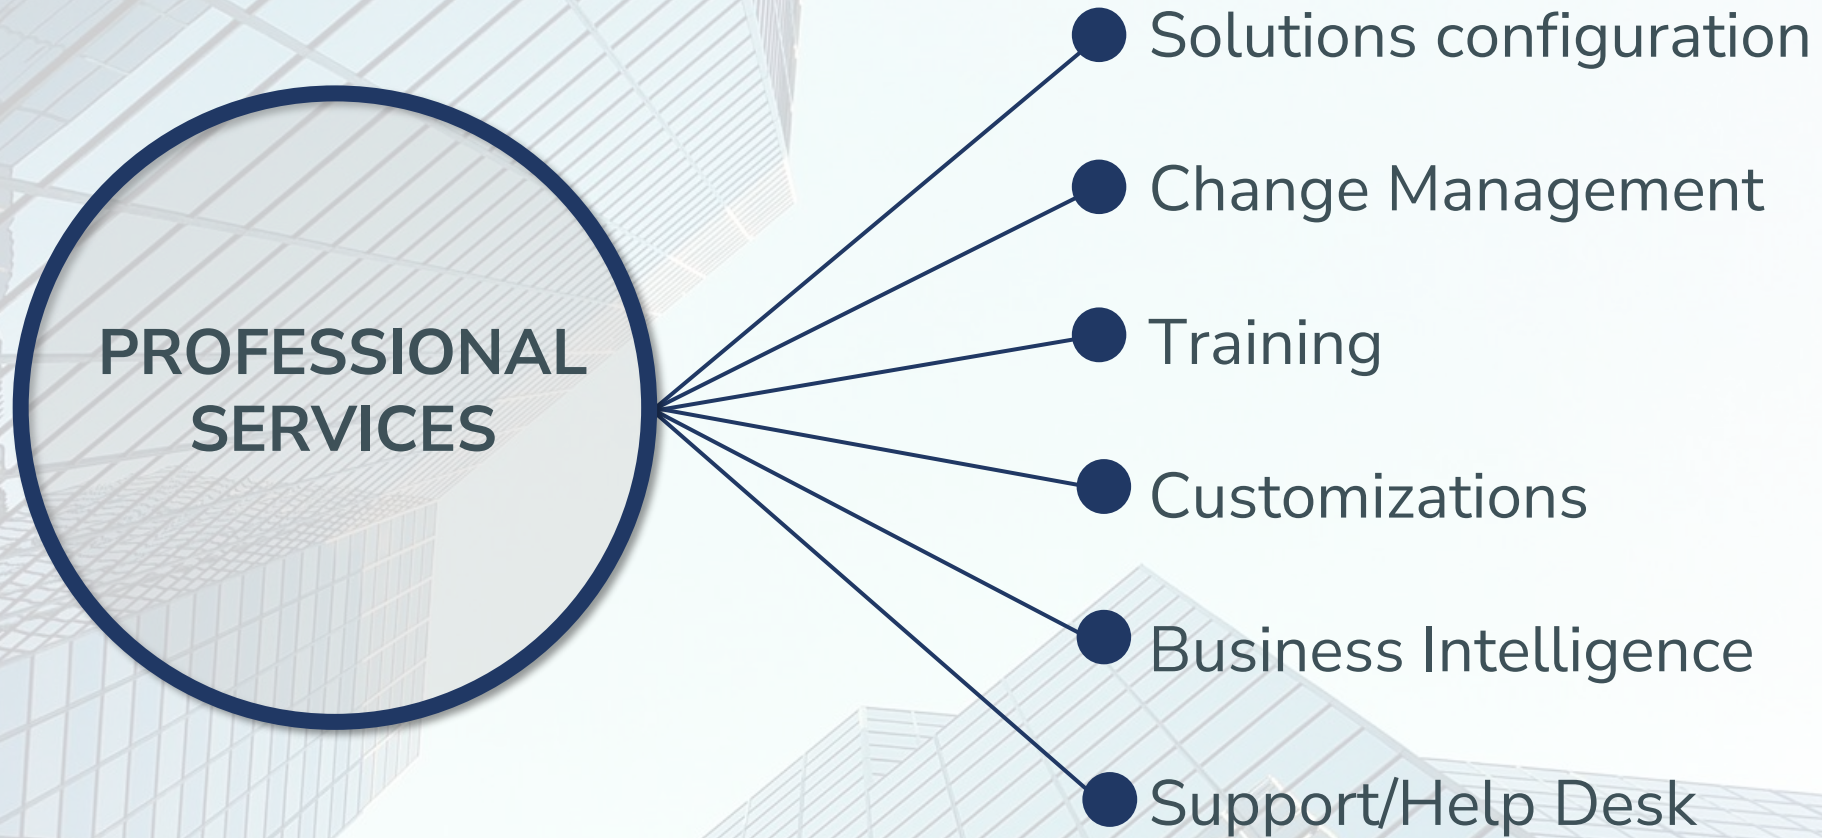 PROFESSIONAL
SERVICES
Solutions configuration
Change Management
Training
Customizations
Business Intelligence
Support/Help Desk